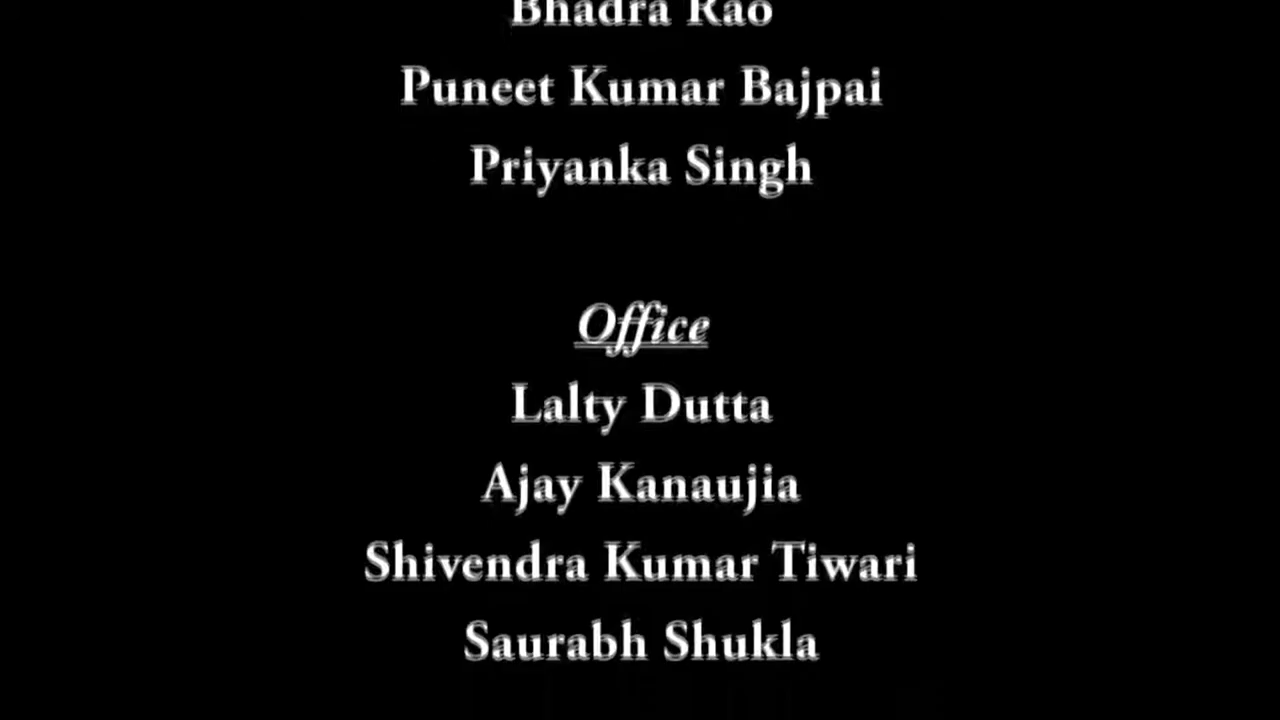 Bhadra Rao
Puneet Kumar Bajpai
Priyanka Singh
Office
Lalty Dutta
Ajay Kanaujia
Shivendra Kumar Tiwari
Saurabh Shukla